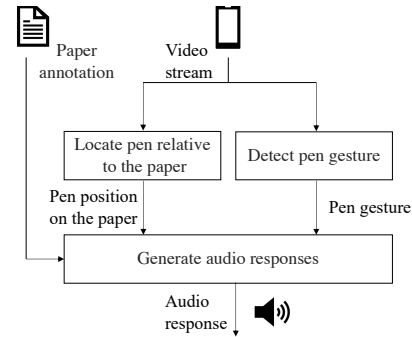 Paper
annotation
Video
stream
Locate pen relative
to the paper
Detect pen gesture
Pen position
on the paper
Pen gesture
Generate audio responses
Audio
response